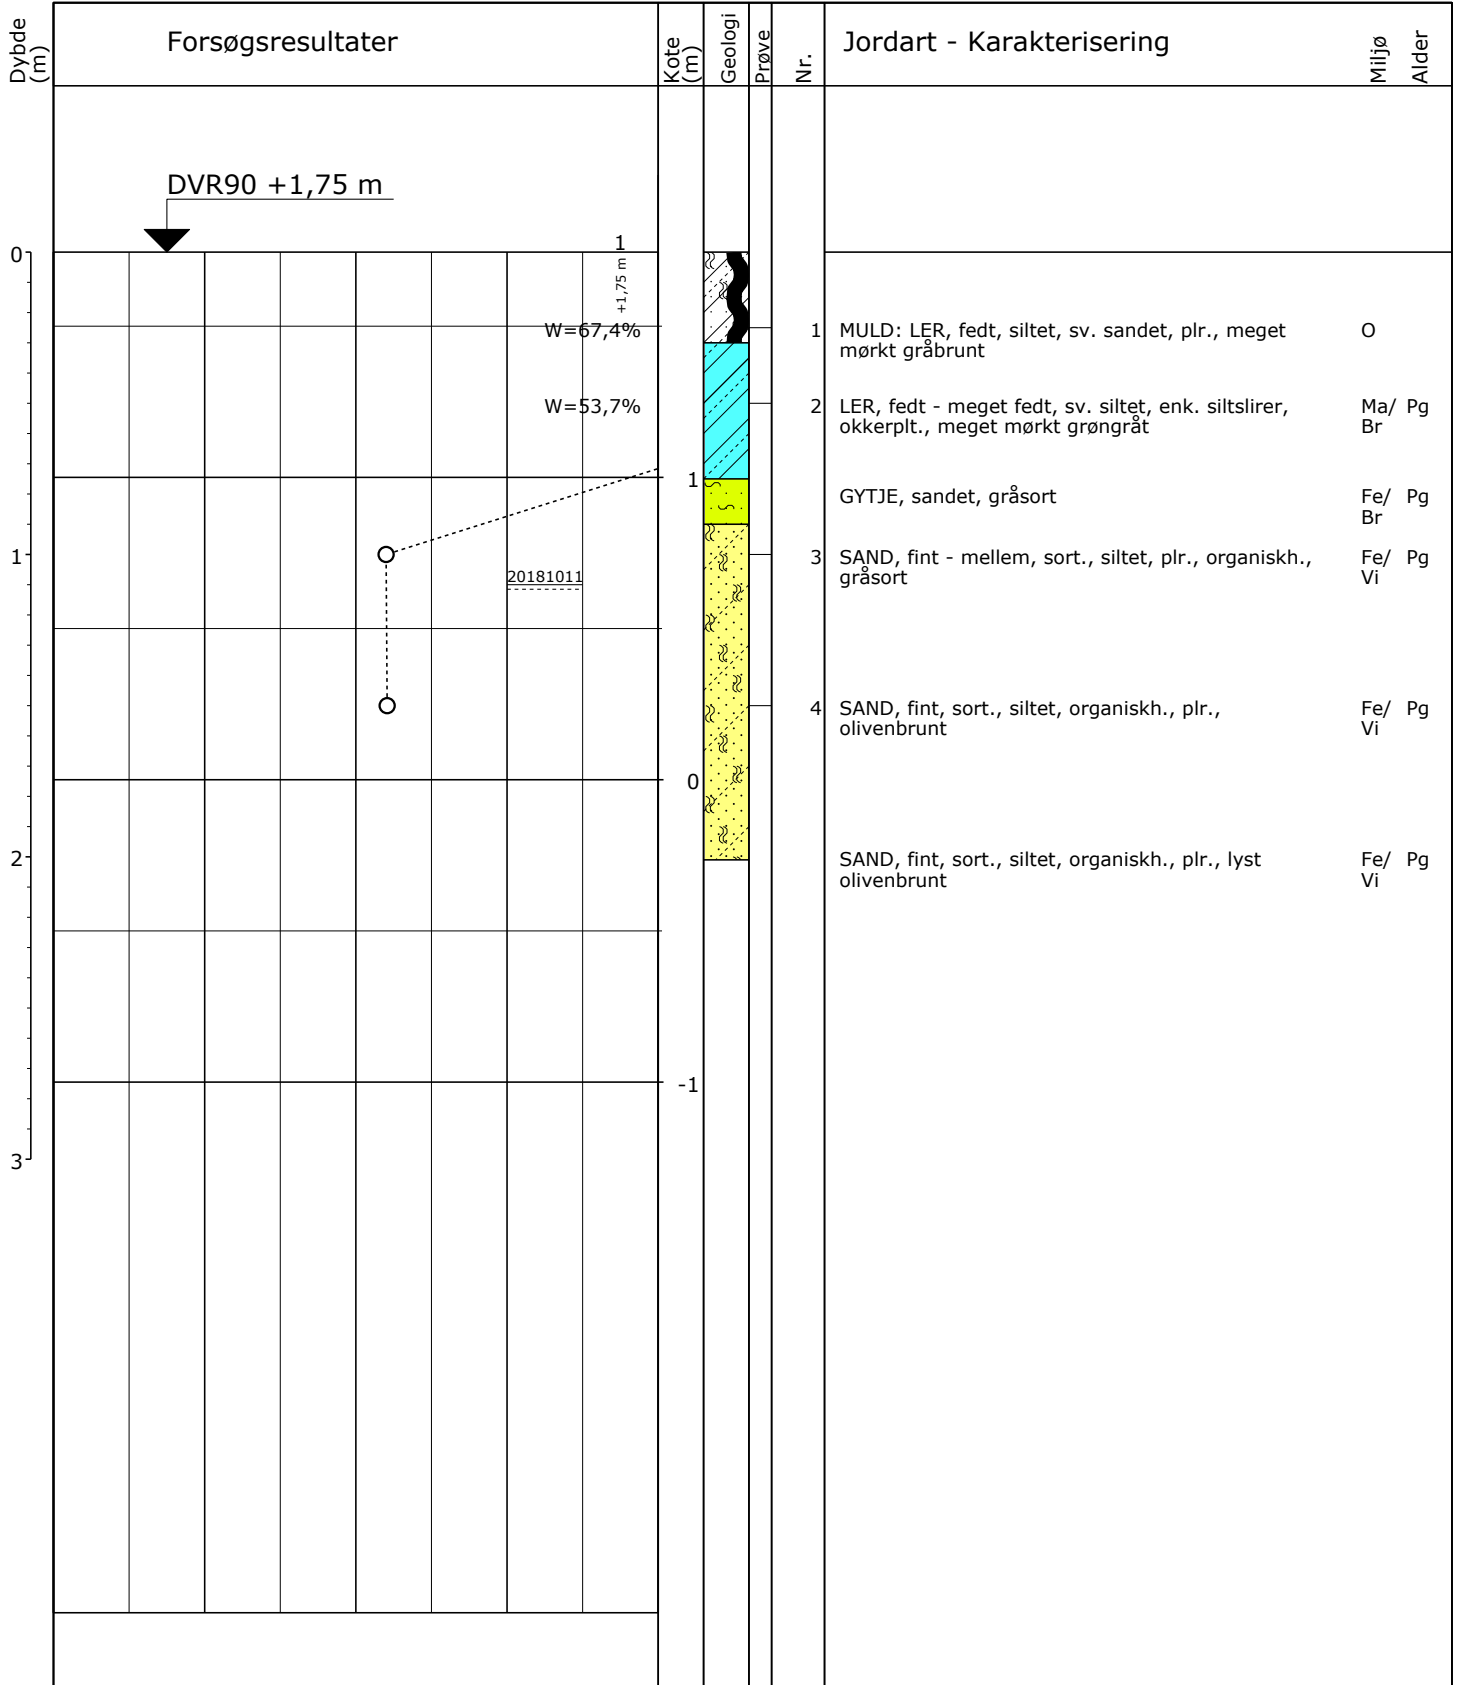 Dybde
(m)
Forsøgsresultater
Kote
(m)
Geologi
Prøve
Nr.
Jordart - Karakterisering
Miljø
Alder
DVR90 +1,75 m
1
+1,75 m
0
W=67,4%
1
MULD: LER, fedt, siltet, sv. sandet, plr., meget
mørkt gråbrunt
O
W=53,7%
2
LER, fedt - meget fedt, sv. siltet, enk. siltslirer,
okkerplt., meget mørkt grøngråt
Ma/
Br
Pg
1
GYTJE, sandet, gråsort
Fe/
Br
Pg
1
3
SAND, fint - mellem, sort., siltet, plr., organiskh.,
gråsort
Fe/
Vi
Pg
20181011
4
SAND, fint, sort., siltet, organiskh., plr.,
olivenbrunt
Fe/
Vi
Pg
0
2
SAND, fint, sort., siltet, organiskh., plr., lyst
olivenbrunt
Fe/
Vi
Pg
-1
3